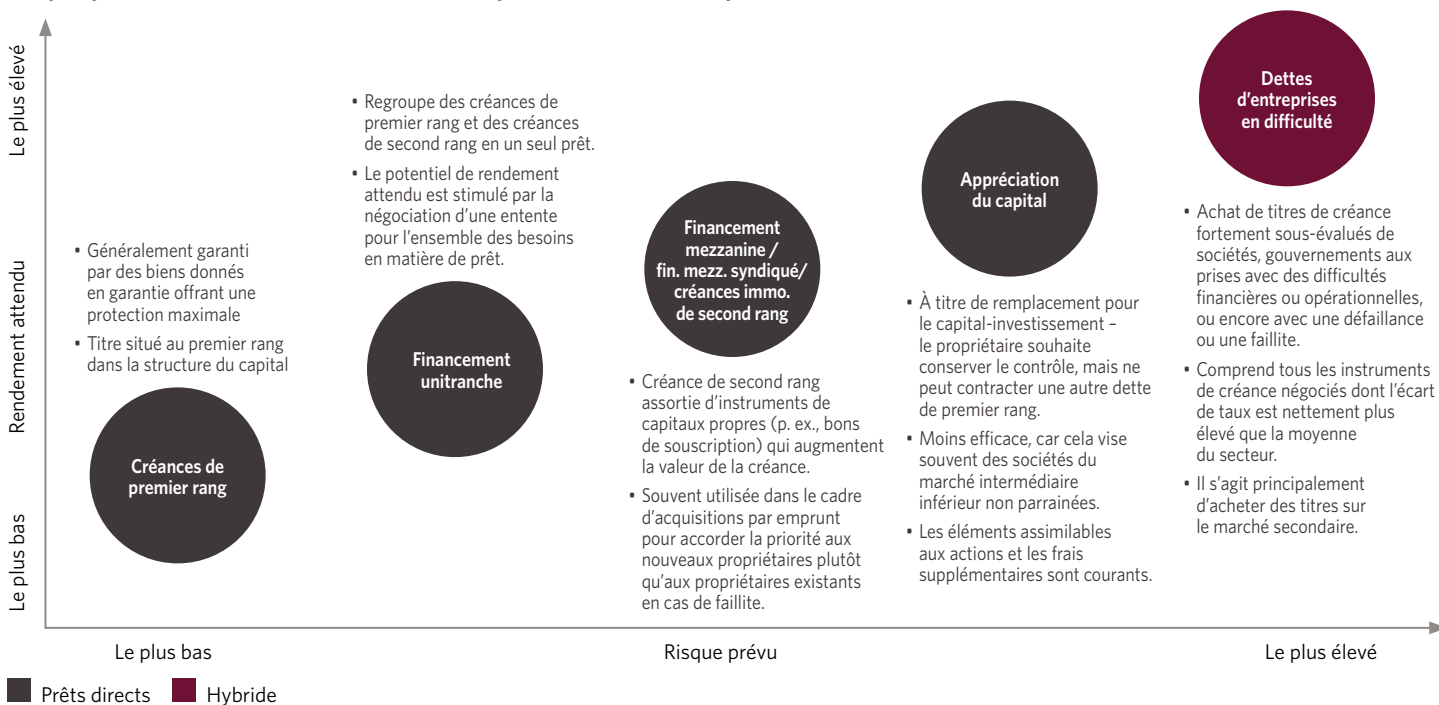 Le plus élevé
Rendement attendu
Le plus bas
• Généralement garanti
par des biens donnés
en garantie offrant une
protection maximale
• Titre situé au premier rang
dans la structure du capital
Créances de
premier rang
• Regroupe des créances de
premier rang et des créances
de second rang en un seul prêt.
• Le potentiel de rendement
attendu est stimulé par la
négociation d’une entente
pour l’ensemble des besoins
en matière de prêt.
Financement
unitranche
Financement
mezzanine /
fin. mezz. syndiqué/
créances immo.
de second rang
• Créance de second rang
assortie d’instruments de
capitaux propres (p. ex., bons
de souscription) qui augmentent
la valeur de la créance.
• Souvent utilisée dans le cadre
d’acquisitions par emprunt
pour accorder la priorité aux
nouveaux propriétaires plutôt
qu’aux propriétaires existants
en cas de faillite.
Appréciation
du capital
• À titre de remplacement pour
le capital-investissement –
le propriétaire souhaite
conserver le contrôle, mais ne
peut contracter une autre dette
de premier rang.
• Moins efficace, car cela vise
souvent des sociétés du
marché intermédiaire
inférieur non parrainées.
• Les éléments assimilables
aux actions et les frais
supplémentaires sont courants.
Dettes
d’entreprises
en difficulté
• Achat de titres de créance
fortement sous-évalués de
sociétés, gouvernements aux
prises avec des difficultés
financières ou opérationnelles,
ou encore avec une défaillance
ou une faillite.
• Comprend tous les instruments
de créance négociés dont l’écart
de taux est nettement plus
élevé que la moyenne
du secteur.
• Il s’agit principalement
d’acheter des titres sur
le marché secondaire.
Le plus bas
Risque prévu
Le plus élevé
Prêts directs
Hybride